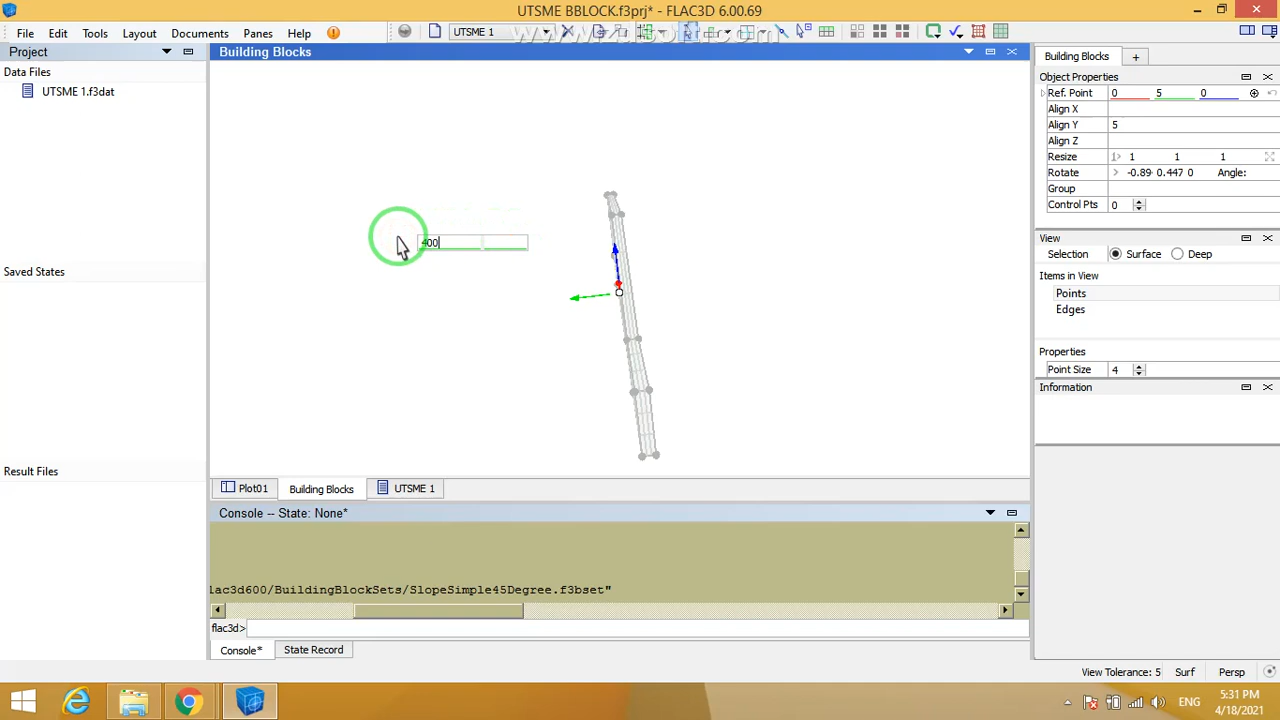 UTSME BBLOCK.f3prj* - FLAC3D 6.00.69
File Edit Tools Layout Documents Panes Help
UTSME 1
Project
Data Files
UTSME 1.f3dat
Saved States
Result Files
Building Blocks
400
Plot01 Building Blocks UTSME 1
Console -- State: None*
lac3d600/BuildingBlockSets/SlopeSimple45Degree.f3bset"
flac3d>
Console* State Record
Building Blocks +
Object Properties
Ref. Point 0 5 0
Align X
Align Y 5
Align Z
Resize 1 1 1
Rotate -0.89 0.447 0 Angle:
Group
Control Pts 0
View
Selection Surface Deep
Items in View
Points
Edges
Properties
Point Size 4
Information
View Tolerance: 5 Surf Persp
ENG
5:31 PM
4/18/2021